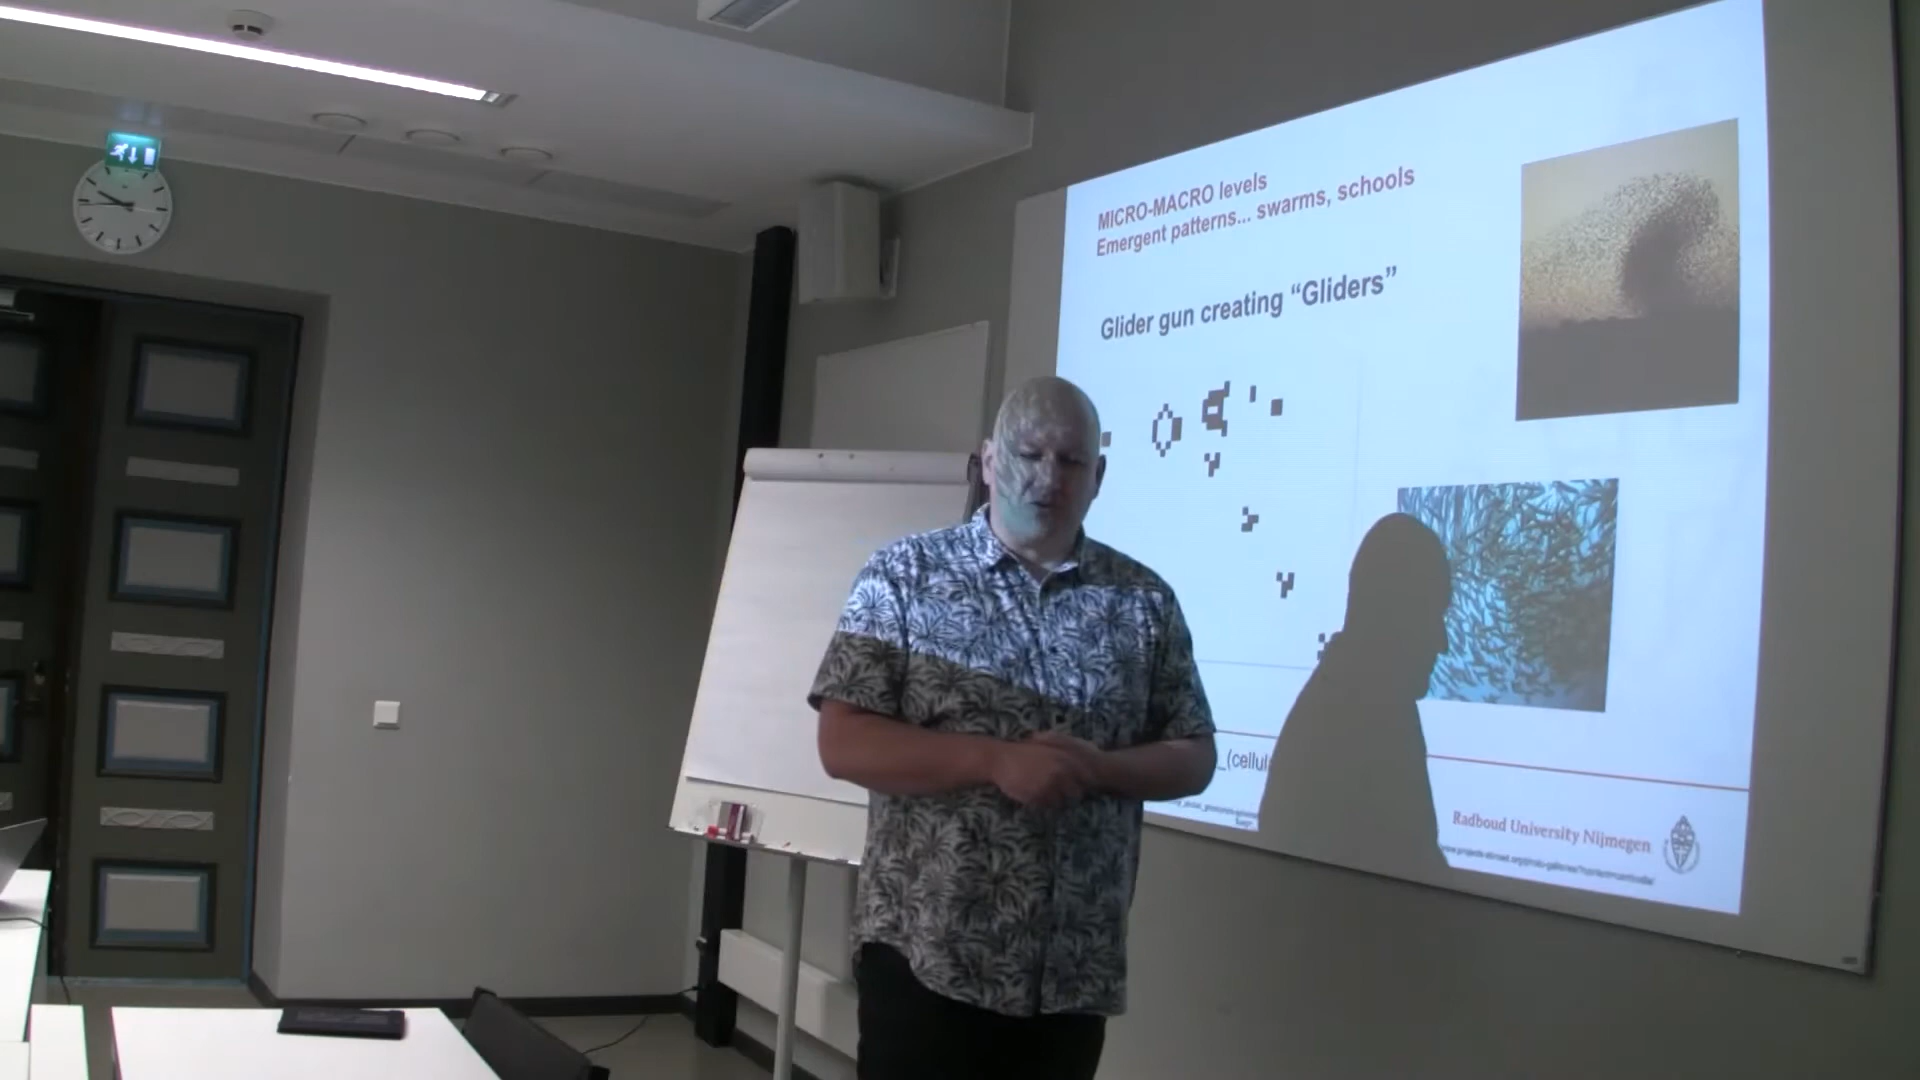 MICRO-MACRO levels
Emergent patterns... swarms, schools
Glider gun creating “Gliders”
_(cellul
Radboud University Nijmegen